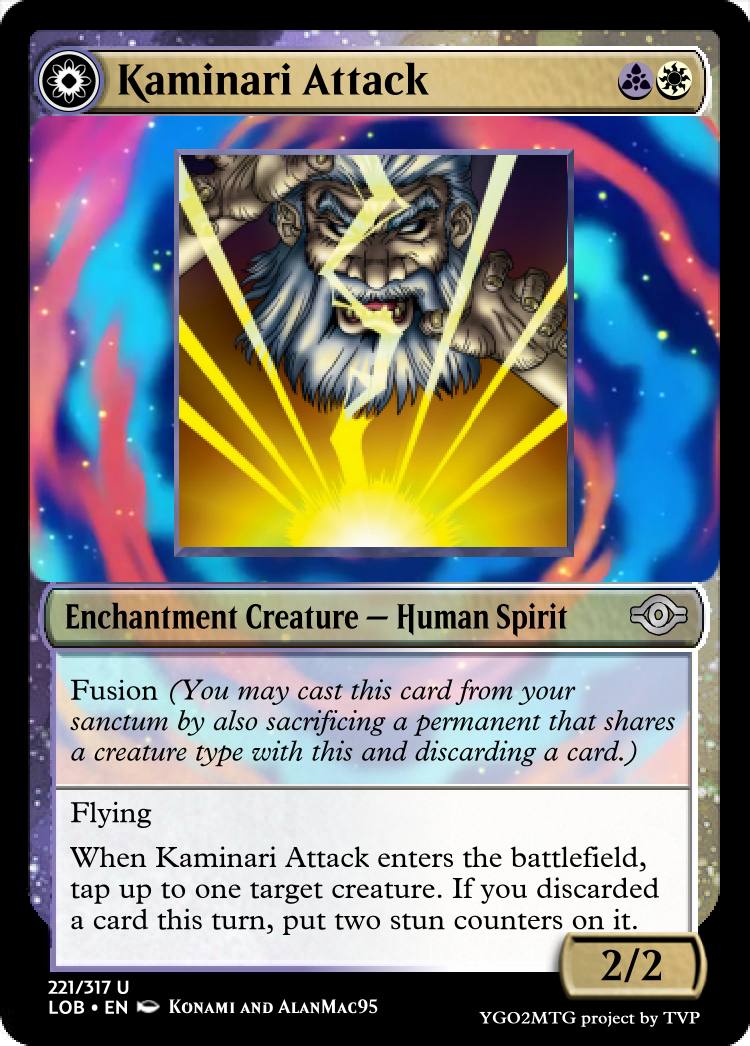 Kaminari Attack
Enchantment Creature — Human Spirit
Fusion (You may cast this card from your
sanctum by also sacrificing a permanent that shares
a creature type with this and discarding a card.)
Flying
When Kaminari Attack enters the battlefield,
tap up to one target creature. If you discarded
a card this turn, put two stun counters on it.
2/2
221/317 U
LOB • EN Konami and AlanMac95
YGO2MTG project by TVP